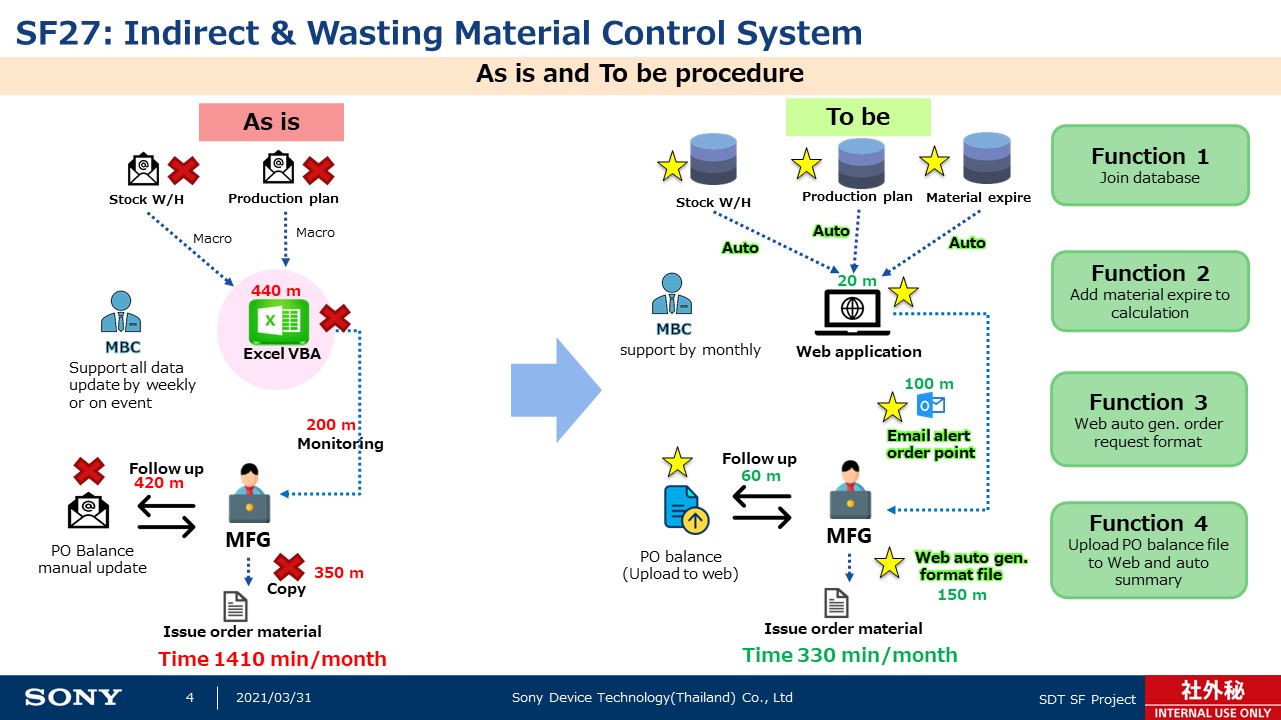 SF27: Indirect & Wasting Material Control System
As is and To be procedure
As is
Stock W/H
Production plan
Macro
Macro
440 m
Excel VBA
MBC
Support all data
update by weekly
or on event
200 m
Monitoring
Follow up
420 m
PO Balance
manual update
MFG
350 m
Copy
Issue order material
Time 1410 min/month
To be
Stock W/H
Production plan
Material expire
Auto
Auto
Auto
20 m
Web application
MBC
support by monthly
100 m
Email alert
order point
Follow up
60 m
PO balance
(Upload to web)
MFG
Web auto gen.
format file
150 m
Issue order material
Time 330 min/month
Function 1
Join database
Function 2
Add material expire to
calculation
Function 3
Web auto gen. order
request format
Function 4
Upload PO balance file
to Web and auto
summary
SONY
4
2021/03/31
Sony Device Technology(Thailand) Co., Ltd
SDT SF Project
社外秘
INTERNAL USE ONLY